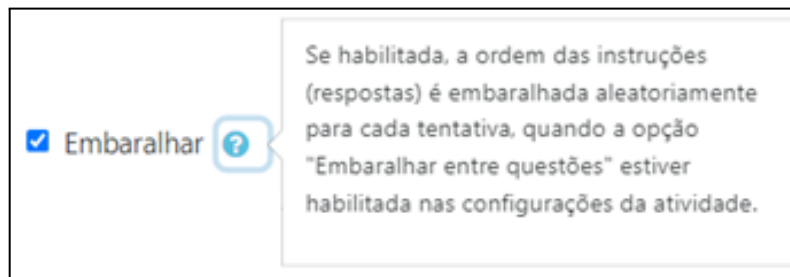 Embaralhar ?
Se habilitada, a ordem das instruções
(respostas) é embaralhada aleatoriamente
para cada tentativa, quando a opção
"Embaralhar entre questões" estiver
habilitada nas configurações da atividade.